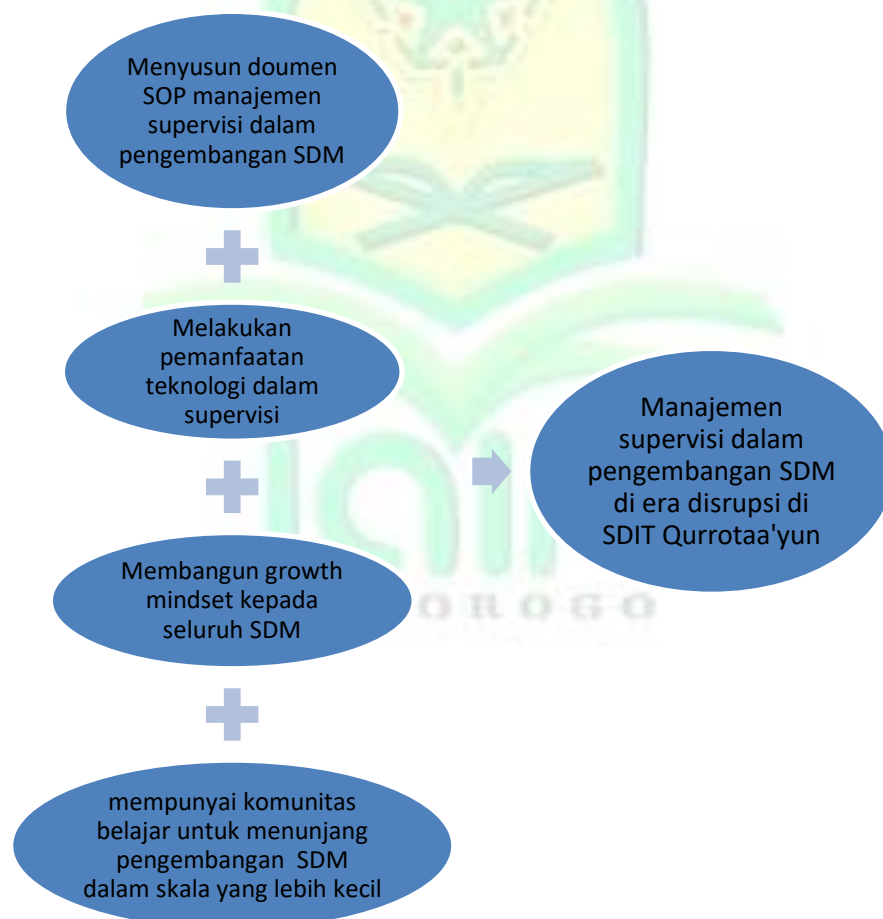 Menyusun doumen
SOP manajemen
supervisi dalam
pengembangan SDM
Melakukan
pemanfaatan
teknologi dalam
supervisi
Membangun growth
mindset kepada
seluruh SDM
mempunyai komunitas
belajar untuk menunjang
pengembangan SDM
dalam skala yang lebih kecil
Manajemen
supervisi dalam
pengembangan SDM
di era disrupsi di
SDIT Qurrotaa'yun